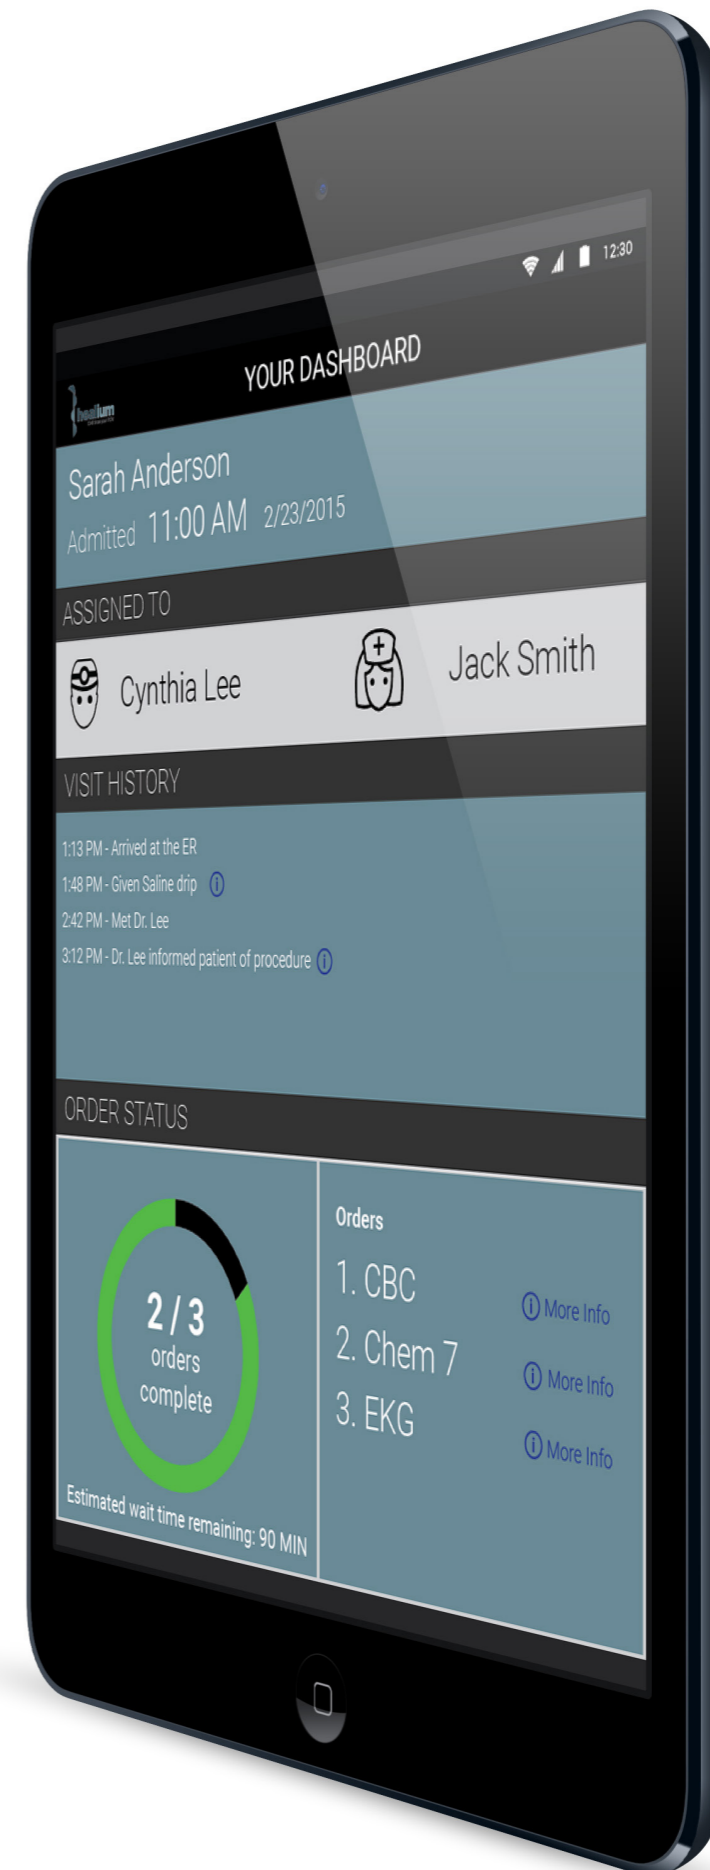 12:30
YOUR DASHBOARD
healium
Sarah Anderson
Admitted 11:00 AM 2/23/2015
ASSIGNED TO
Cynthia Lee Jack Smith
VISIT HISTORY
1:13 PM - Arrived at the ER
1:48 PM - Given Saline drip
2:42 PM - Met Dr. Lee
3:12 PM - Dr. Lee informed patient of procedure
ORDER STATUS
2 / 3
orders
complete
Estimated wait time remaining: 90 MIN
Orders
1. CBC More Info
2. Chem 7 More Info
3. EKG More Info